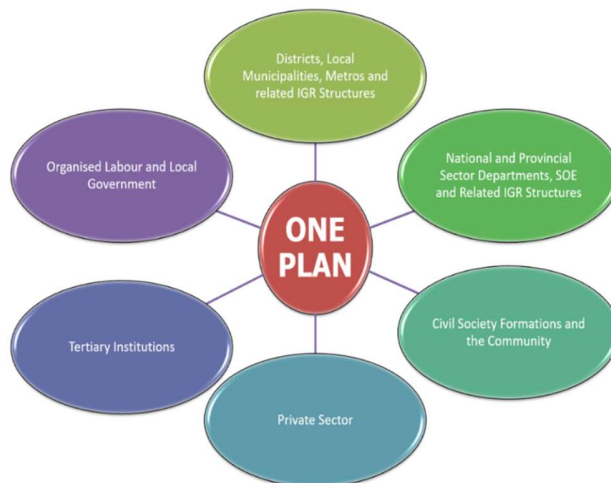 Districts, Local
Municipalities, Metros and
related IGR Structures
Organised Labour and Local
Government
National and Provincial
Sector Departments, SOE
and Related IGR Structures
ONE
PLAN
Tertiary Institutions
Civil Society Formations and
the Community
Private Sector